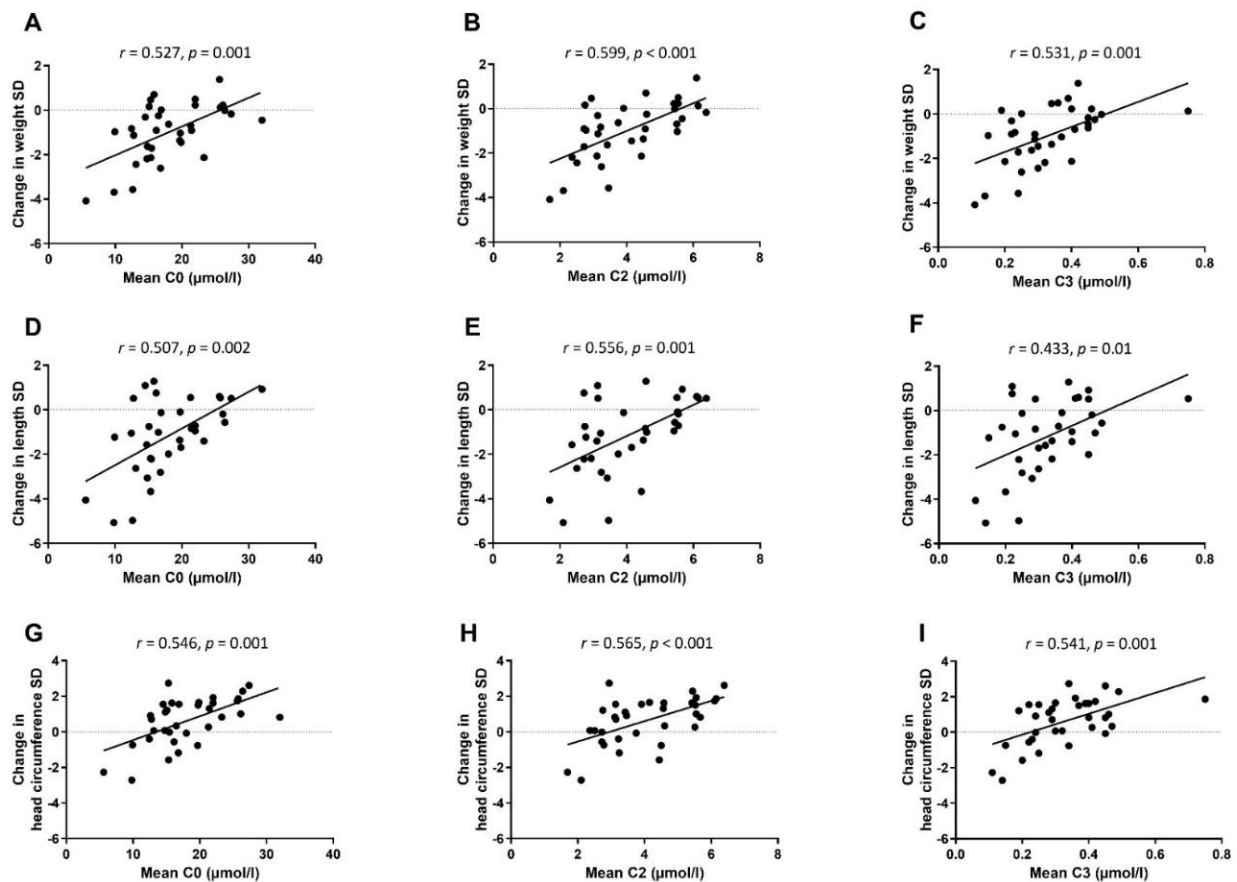 A
r = 0.527, p = 0.001
Change in weight SD
2
0
-2
-4
-6
0 10 20 30 40
Mean C0 (μmol/l)
B
r = 0.599, p < 0.001
Change in weight SD
2
0
-2
-4
-6
0 2 4 6 8
Mean C2 (μmol/l)
C
r = 0.531, p = 0.001
Change in weight SD
2
0
-2
-4
-6
0.0 0.2 0.4 0.6 0.8
Mean C3 (μmol/l)
D
r = 0.507, p = 0.002
Change in length SD
2
0
-2
-4
-6
0 10 20 30 40
Mean C0 (μmol/l)
E
r = 0.556, p = 0.001
Change in length SD
2
0
-2
-4
-6
0 2 4 6 8
Mean C2 (μmol/l)
F
r = 0.433, p = 0.01
Change in length SD
2
0
-2
-4
-6
0.0 0.2 0.4 0.6 0.8
Mean C3 (μmol/l)
G
r = 0.546, p = 0.001
Change in
head circumference SD
4
2
0
-2
-4
0 10 20 30 40
Mean C0 (μmol/l)
H
r = 0.565, p < 0.001
Change in
head circumference SD
4
2
0
-2
-4
0 2 4 6 8
Mean C2 (μmol/l)
I
r = 0.541, p = 0.001
Change in
head circumference SD
4
2
0
-2
-4
0.0 0.2 0.4 0.6 0.8
Mean C3 (μmol/l)